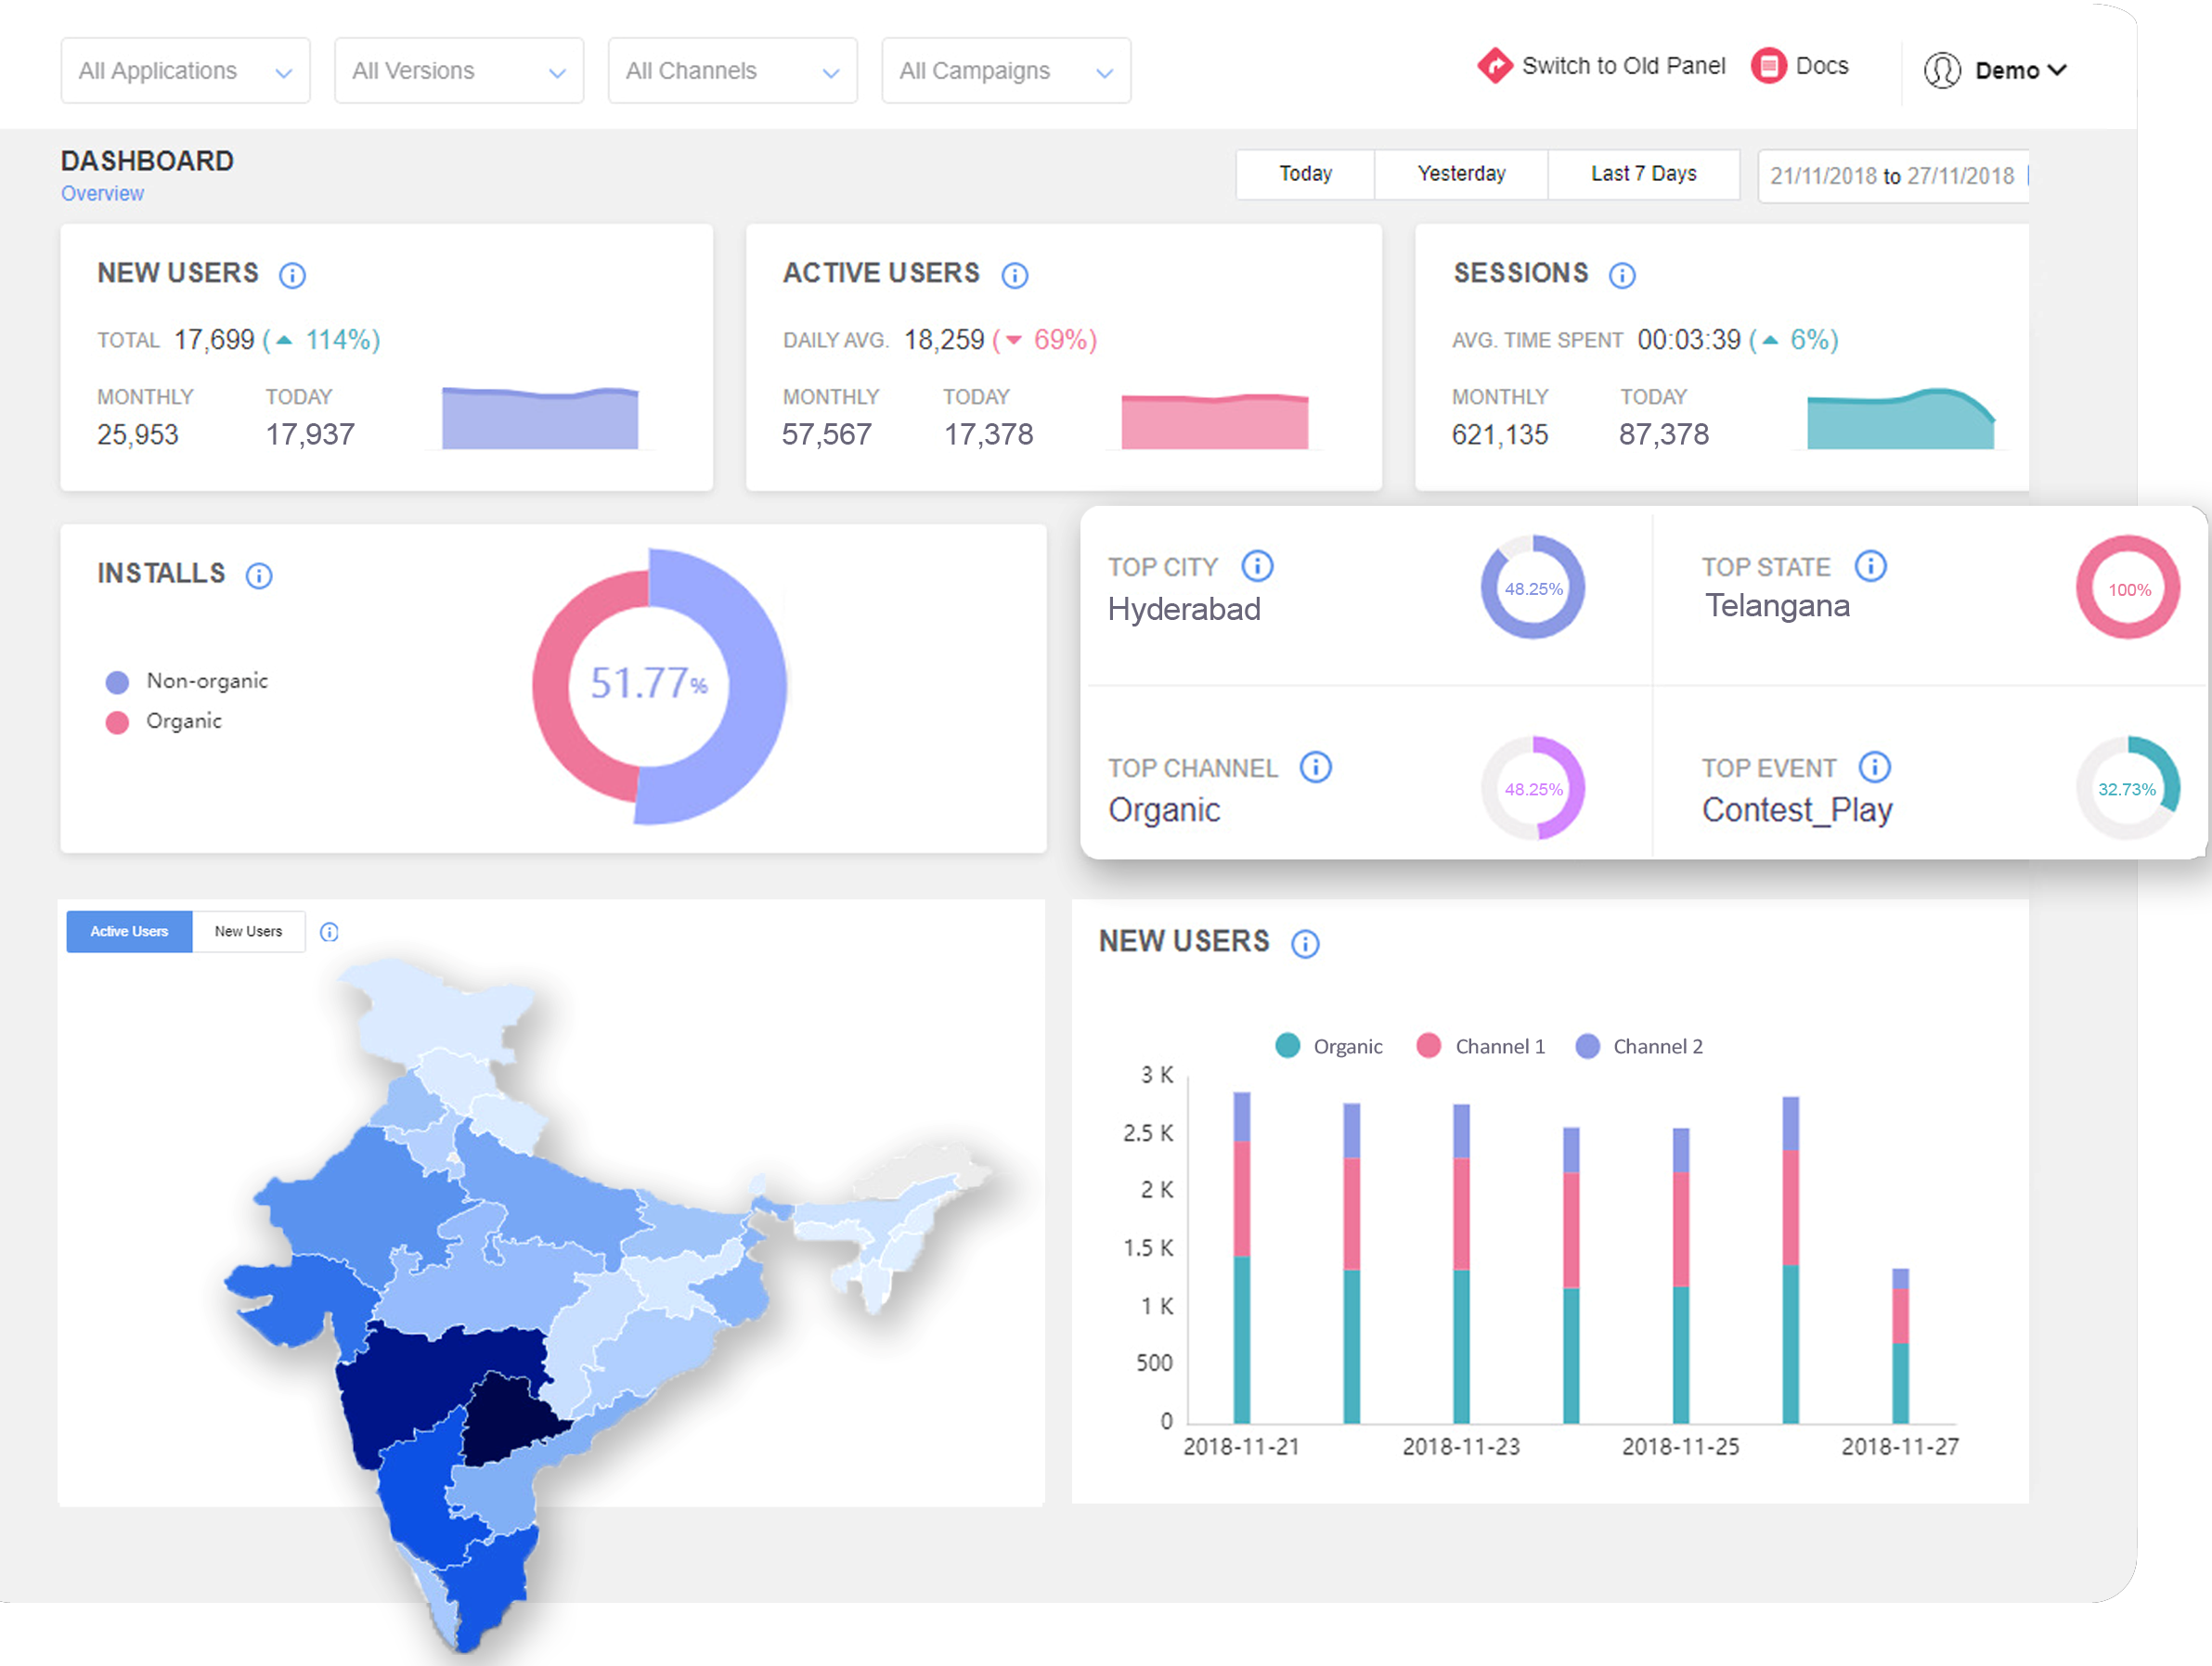 All Applications
All Versions
All Channels
All Campaigns
Switch to Old Panel
Docs
Demo
DASHBOARD
Overview
Today
Yesterday
Last 7 Days
21/11/2018 to 27/11/2018
NEW USERS
TOTAL 17,699 (▲ 114%)
MONTHLY
TODAY
25,953
17,937
ACTIVE USERS
DAILY AVG. 18,259 (▼ 69%)
MONTHLY
TODAY
57,567
17,378
SESSIONS
AVG. TIME SPENT 00:03:39 (▲ 6%)
MONTHLY
TODAY
621,135
87,378
INSTALLS
Non-organic
Organic
51.77%
TOP CITY
Hyderabad
48.25%
TOP STATE
Telangana
100%
TOP CHANNEL
Organic
48.25%
TOP EVENT
Contest_Play
32.73%
Active Users
New Users
NEW USERS
Organic
Channel 1
Channel 2
3 K
2.5 K
2 K
1.5 K
1 K
500
0
2018-11-21
2018-11-23
2018-11-25
2018-11-27